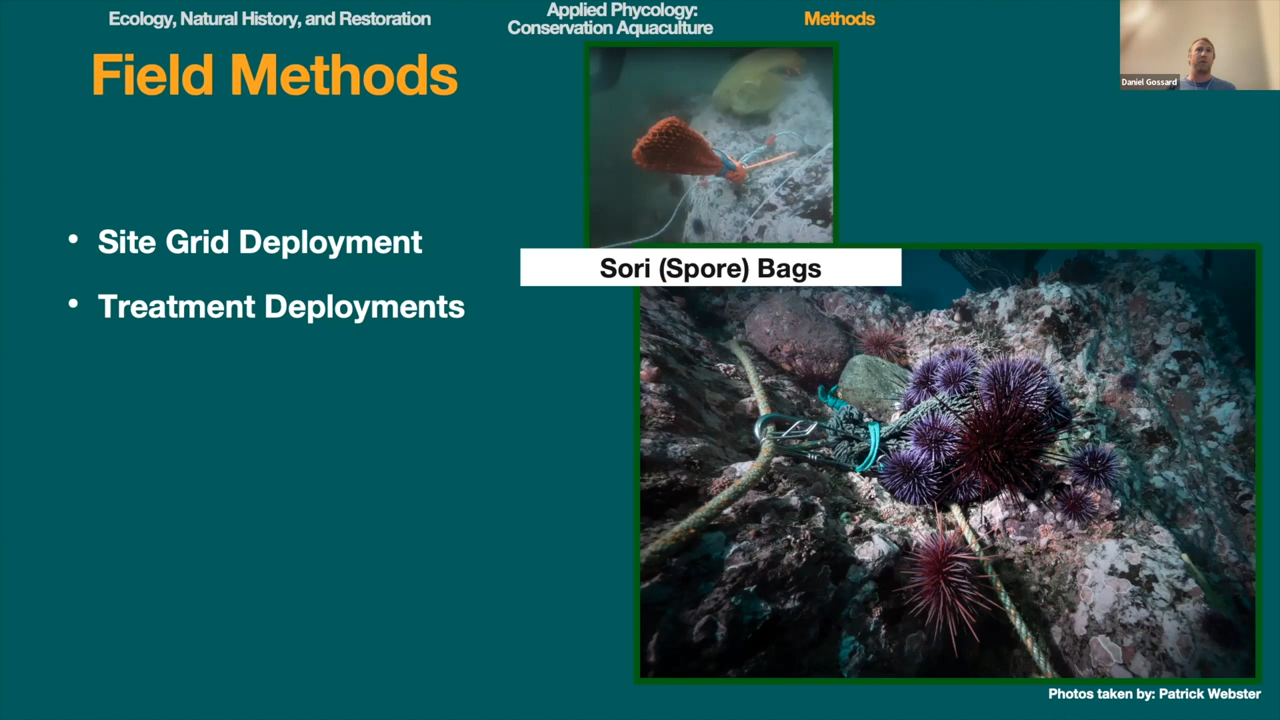 Ecology, Natural History, and Restoration
Applied Phycology:
Conservation Aquaculture
Methods
Field Methods
Daniel Gossard
• Site Grid Deployment
• Treatment Deployments
Sori (Spore) Bags
Photos taken by: Patrick Webster